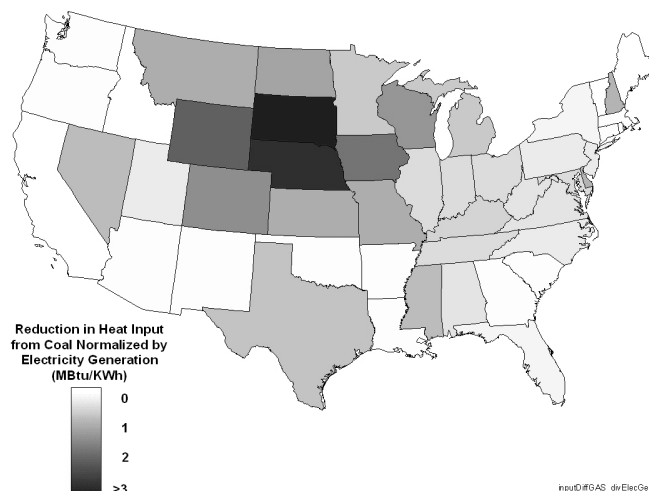 Reduction in Heat Input
from Coal Normalized by
Electricity Generation
(MBtu/KWh)
0
1
2
>3
inputDiffGAS_divElecGe